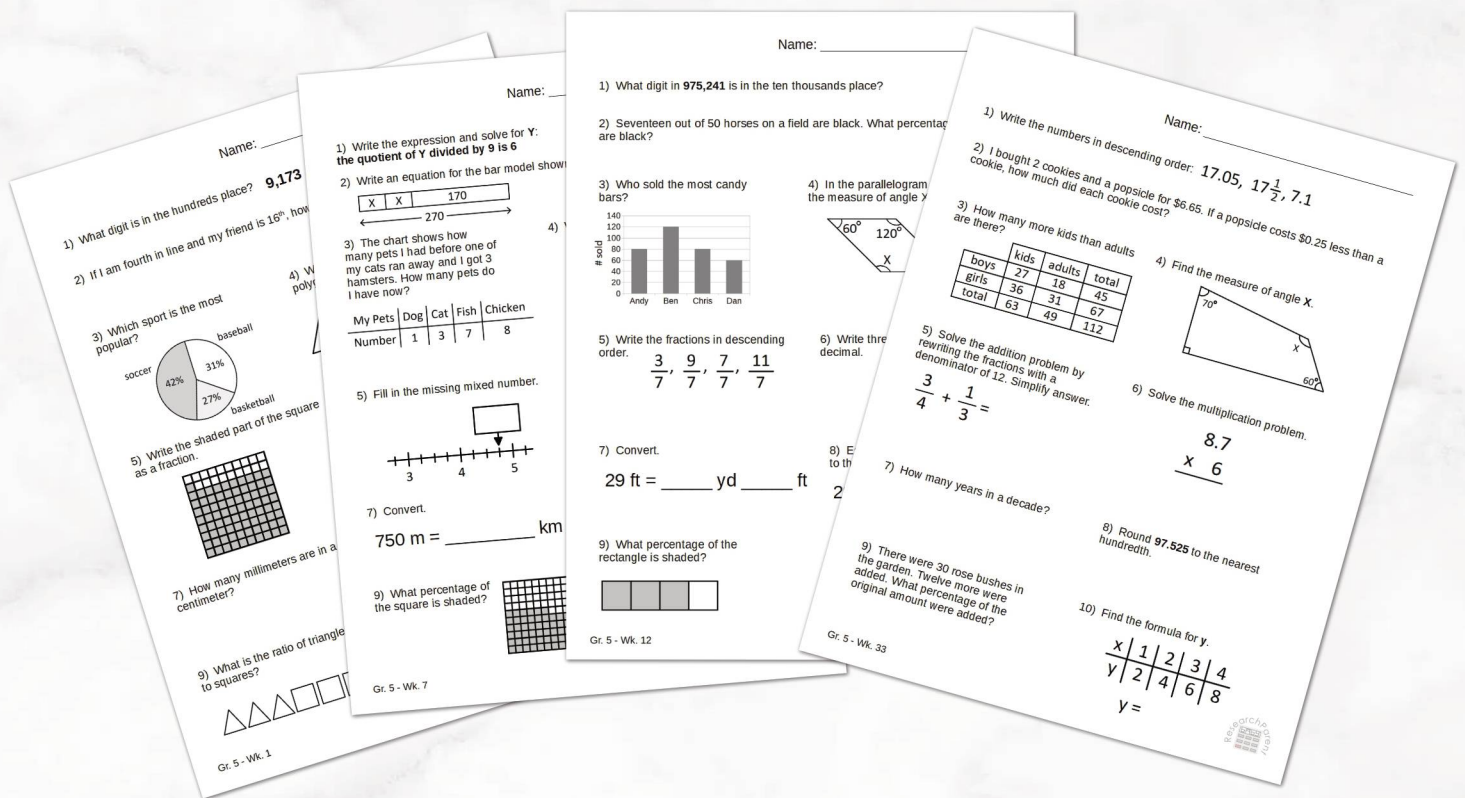 Name:
1) What digit is in the hundreds place? 9,173
2) If I am fourth in line and my friend is 16th, how
3) Which sport is the most
popular?
baseball
soccer
31%
42%
27%
basketball
4) W
5) Write the shaded part of the square
as a fraction.
7) How many millimeters are in a
centimeter?
9) What is the ratio of triangle
to squares?
Gr. 5 - Wk. 1
Name:
1) Write the expression and solve for Y:
the quotient of Y divided by 9 is 6
2) Write an equation for the bar model show
X X 170
270
3) The chart shows how
many pets I had before one of
my cats ran away and I got 3
hamsters. How many pets do
I have now?
4)
My Pets Dog Cat Fish Chicken
Number 1 3 7 8
5) Fill in the missing mixed number.
3 4 5
7) Convert.
750 m = ________ km
9) What percentage of
the square is shaded?
Gr. 5 - Wk. 7
Name:
1) What digit in 975,241 is in the ten thousands place?
2) Seventeen out of 50 horses on a field are black. What percentag
are black?
3) Who sold the most candy
bars?
140
120
100
80
60
40
20
0
# sold
Andy Ben Chris Dan
4) In the parallelogram
the measure of angle X
60° 120°
X
5) Write the fractions in descending
order.
3/7, 9/7, 7/7, 11/7
6) Write thre
decimal.
7) Convert.
29 ft = _____ yd _____ ft
8) E
to th
2
9) What percentage of the
rectangle is shaded?
Gr. 5 - Wk. 12
Name:
1) Write the numbers in descending order: 17.05, 17 1/2, 7.1
2) I bought 2 cookies and a popsicle for $6.65. If a popsicle costs $0.25 less than a
cookie, how much did each cookie cost?
3) How many more kids than adults
are there?
kids adults total
boys 27 18 45
girls 36 31 67
total 63 49 112
4) Find the measure of angle X.
70°
x
60°
5) Solve the addition problem by
rewriting the fractions with a
denominator of 12. Simplify answer.
3/4 + 1/3 =
6) Solve the multiplication problem.
8.7
x 6
7) How many years in a decade?
8) Round 97.525 to the nearest
hundredth.
9) There were 30 rose bushes in
the garden. Twelve more were
added. What percentage of the
original amount were added?
10) Find the formula for y.
x 1 2 3 4
y 2 4 6 8
y =
Gr. 5 - Wk. 33
ResearchParent